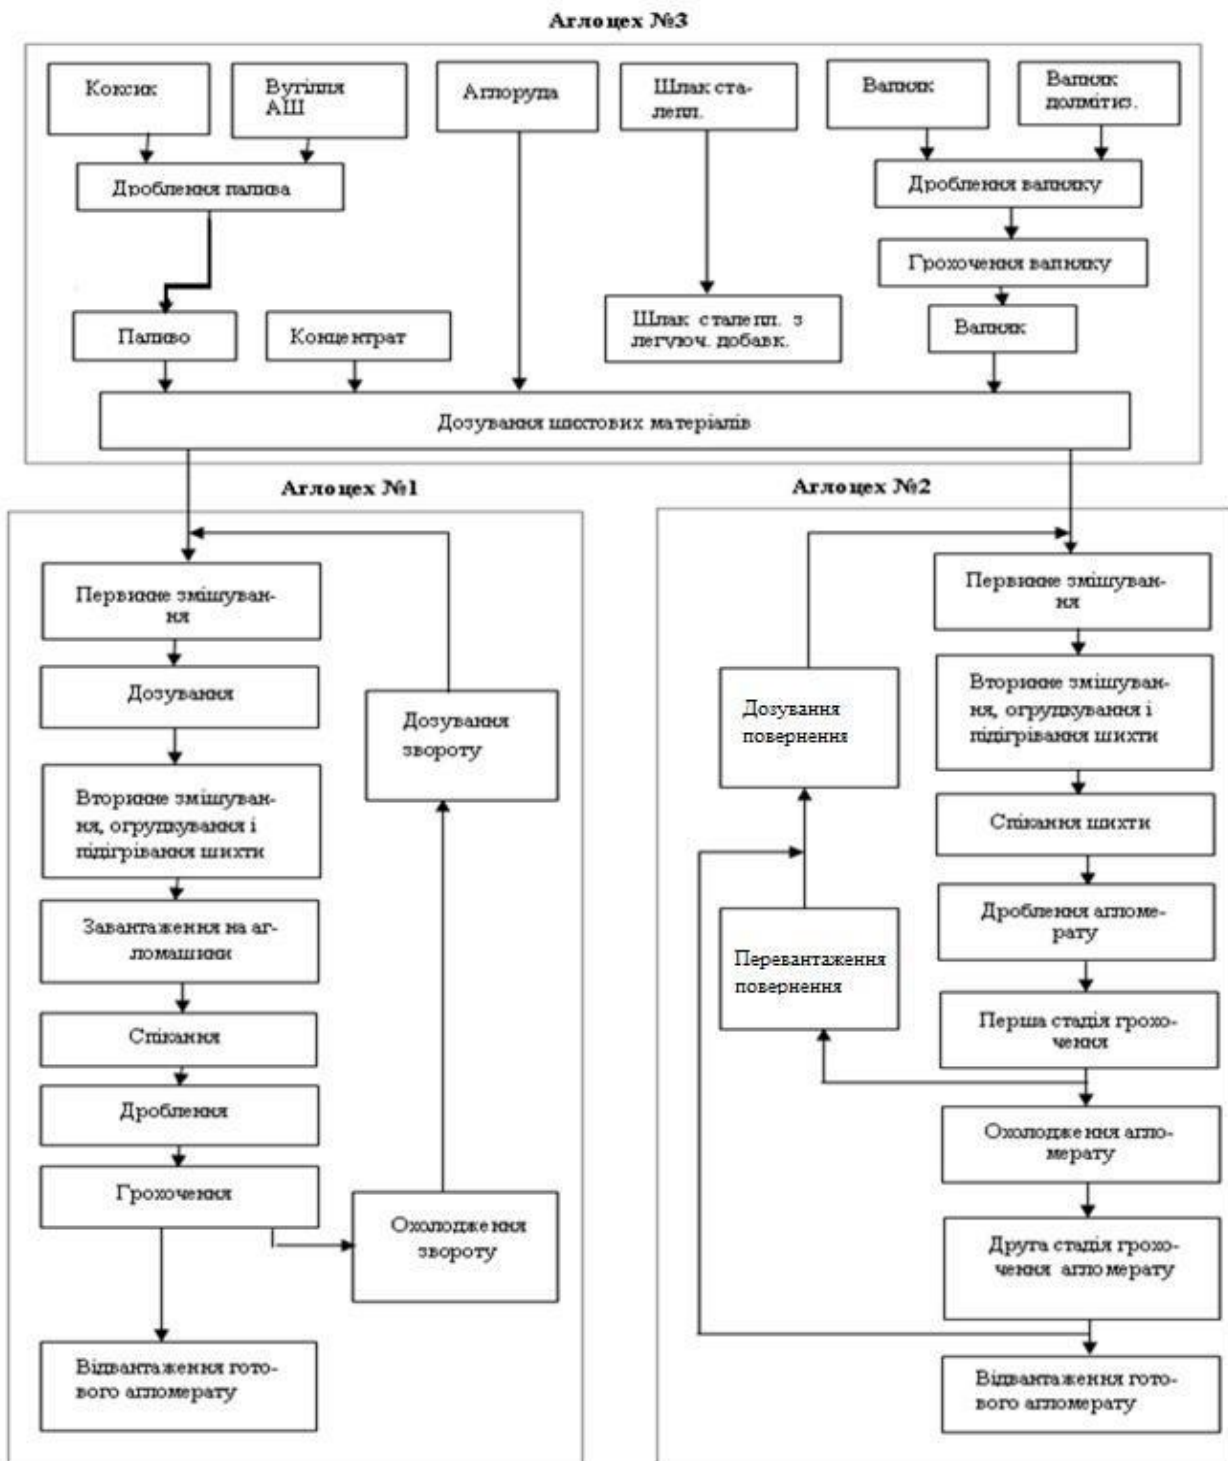 Аглоцех №3
Коксик
Вугілля
АШ
Аглоруда
Шлак ста-
лепл.
Вапняк
Вапняк
долмітиз.
Дроблення палива
Дроблення вапняку
Грохочення вапняку
Паливо
Концентрат
Шлак сталепл. з
легуюч. добавк.
Вапняк
Дозування шихтових матеріалів
Аглоцех №1
Первинне змішуван-
ня
Дозування
Вторинне змішуван-
ня, огрудкування і
підігрівання шихти
Завантаження на аг-
ломашини
Спікання
Дроблення
Грохочення
Відвантаження гото-
вого агломерату
Дозування
звороту
Охолодження
звороту
Аглоцех №2
Дозування
повернення
Перевантаження
повернення
Первинне змішуван-
ня
Вторинне змішуван-
ня, огрудкування і
підігрівання шихти
Спікання шихти
Дроблення агломе-
рату
Перша стадія грохо-
чення
Охолодження агло-
мерату
Друга стадія грохо-
чення агломерату
Відвантаження гото-
вого агломерату